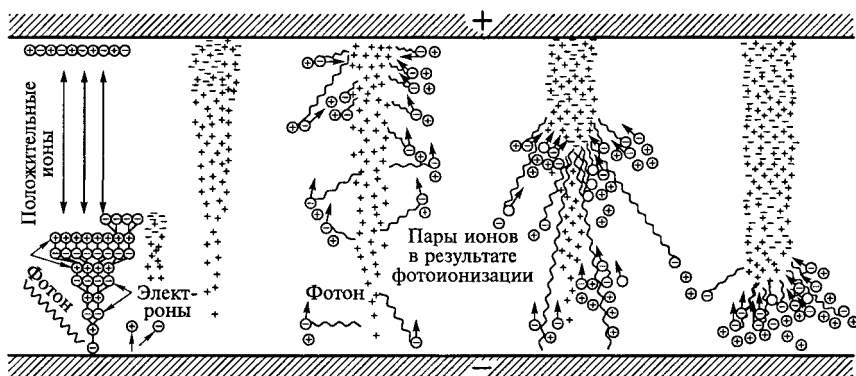 +
Положительные
ионы
Фотон
Элект-
роны
Фотон
Пары ионов
в результате
фотоионизации
−